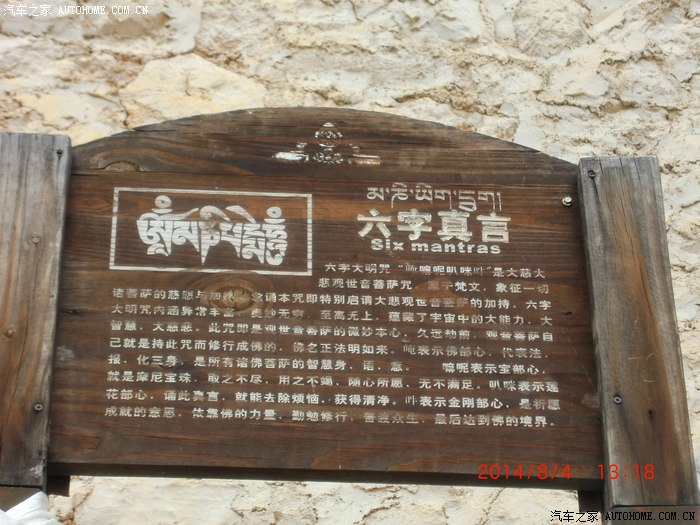 汽车之家 AUTOHOME.COM.CN
六字真言
Six mantras
六字大明咒“唵嘛呢叭咪吽”是大慈大
悲观世音菩萨咒 于梵文，象征一切
诸菩萨的慈悲与加 念诵本咒即特别启请大悲观世音菩萨的加持。六字
大明咒内涵异常丰富 奥妙无穷，至高无上，蕴藏了宇宙中的大能力、大
智慧、大慈悲。此咒即是观世音菩萨的微妙本心，久远劫前，观音菩萨自
己就是持此咒而修行成佛的，佛名正法明如来。唵表示佛部心，代表法、
报、化三身，是所有诸佛菩萨的智慧身、语、意。 嘛呢表示宝部心，
就是摩尼宝珠，取之不尽、用之不竭、随心所愿、无不满足。叭咪表示莲
花部心，诵此真言，就能去除烦恼，获得清净。吽表示金刚部心，是祈愿
成就的意思，依靠佛的力量，勤勉修行、普渡众生，最后达到佛的境界。
2014/8/4 13:18
汽车之家 AUTOHOME.COM.CN